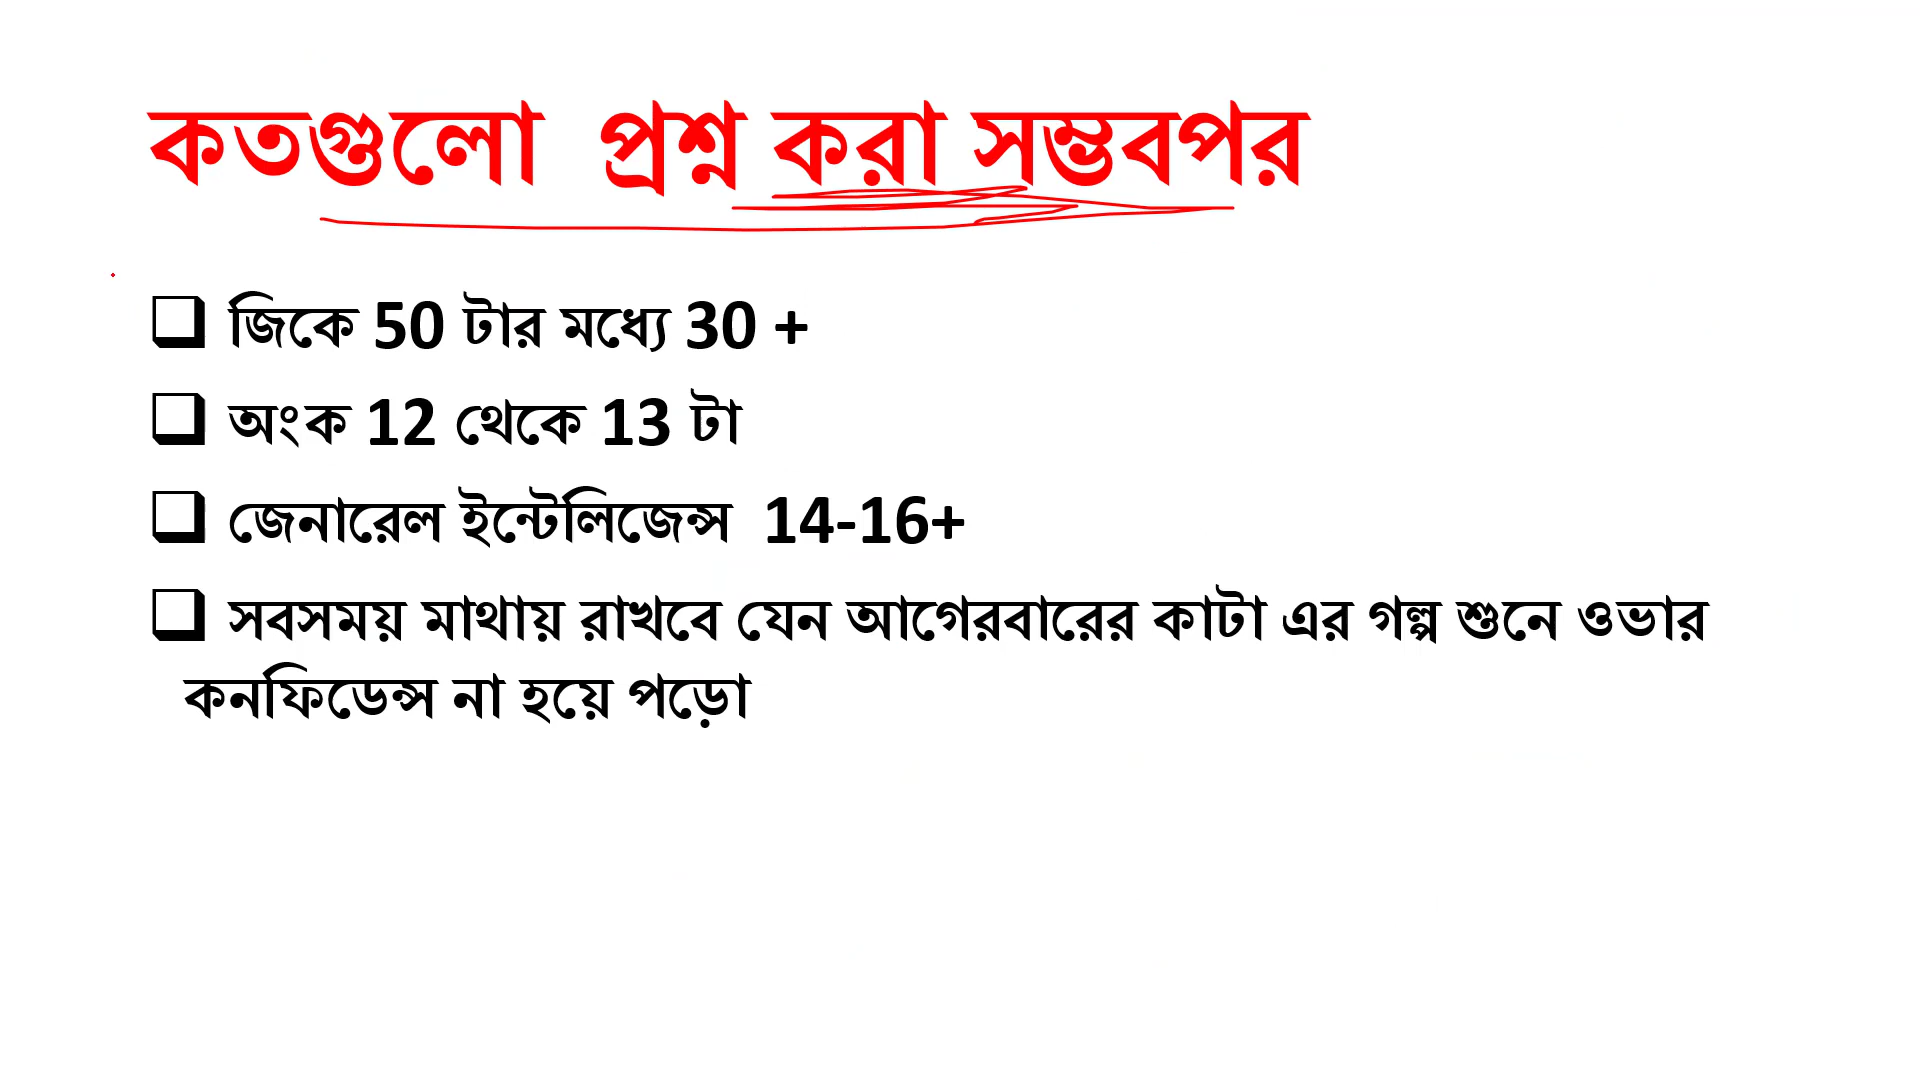 কতগুলো প্রশ্ন করা সম্ভবপর
জিকে 50 টার মধ্যে 30 +
অংক 12 থেকে 13 টা
জেনারেল ইন্টেলিজেন্স 14-16+
সবসময় মাথায় রাখবে যেন আগেরবারের কাটা এর গল্প শুনে ওভার
কনফিডেন্স না হয়ে পড়ো